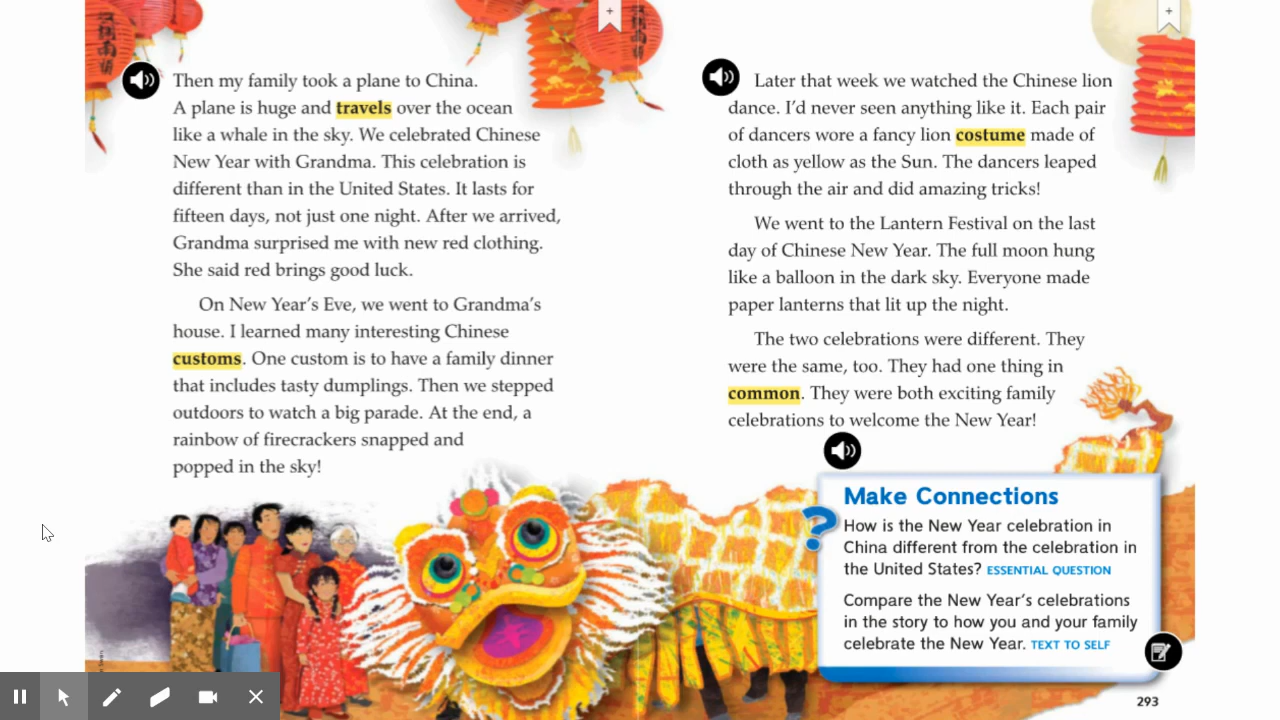 Then my family took a plane to China.
A plane is huge and travels over the ocean
like a whale in the sky. We celebrated Chinese
New Year with Grandma. This celebration is
different than in the United States. It lasts for
fifteen days, not just one night. After we arrived,
Grandma surprised me with new red clothing.
She said red brings good luck.
On New Year's Eve, we went to Grandma's
house. I learned many interesting Chinese
customs. One custom is to have a family dinner
that includes tasty dumplings. Then we stepped
outdoors to watch a big parade. At the end, a
rainbow of firecrackers snapped and
popped in the sky!
Later that week we watched the Chinese lion
dance. I'd never seen anything like it. Each pair
of dancers wore a fancy lion costume made of
cloth as yellow as the Sun. The dancers leaped
through the air and did amazing tricks!
We went to the Lantern Festival on the last
day of Chinese New Year. The full moon hung
like a balloon in the dark sky. Everyone made
paper lanterns that lit up the night.
The two celebrations were different. They
were the same, too. They had one thing in
common. They were both exciting family
celebrations to welcome the New Year!
?
Make Connections
How is the New Year celebration in
China different from the celebration in
the United States? ESSENTIAL QUESTION
Compare the New Year's celebrations
in the story to how you and your family
celebrate the New Year. TEXT TO SELF
293